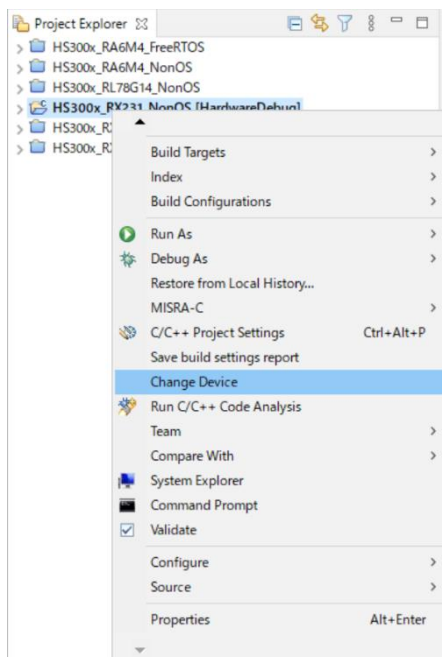 Project Explorer
HS300x_RA6M4_FreeRTOS
HS300x_RA6M4_NonOS
HS300x_RL78G14_NonOS
HS300x_RX231_NonOS [HardwareDebug]
HS300x_R
HS300x_R
Build Targets
Index
Build Configurations
Run As
Debug As
Restore from Local History...
MISRA-C
C/C++ Project Settings Ctrl+Alt+P
Save build settings report
Change Device
Run C/C++ Code Analysis
Team
Compare With
System Explorer
Command Prompt
Validate
Configure
Source
Properties Alt+Enter